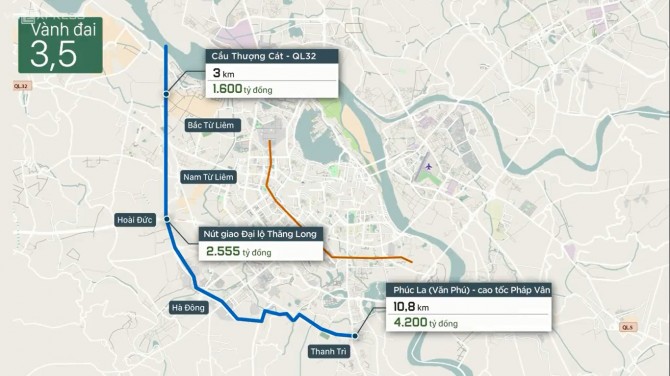 EXPRESS
Vành đai
3,5
QL32
Cầu Thượng Cát - QL32
3 km
1.600 tỷ đồng
Bắc Từ Liêm
Nam Từ Liêm
Hoài Đức
Nút giao Đại lộ Thăng Long
2.555 tỷ đồng
Hà Đông
Phúc La (Văn Phú) - cao tốc Pháp Vân
10,8 km
4.200 tỷ đồng
Thanh Trì
QL5